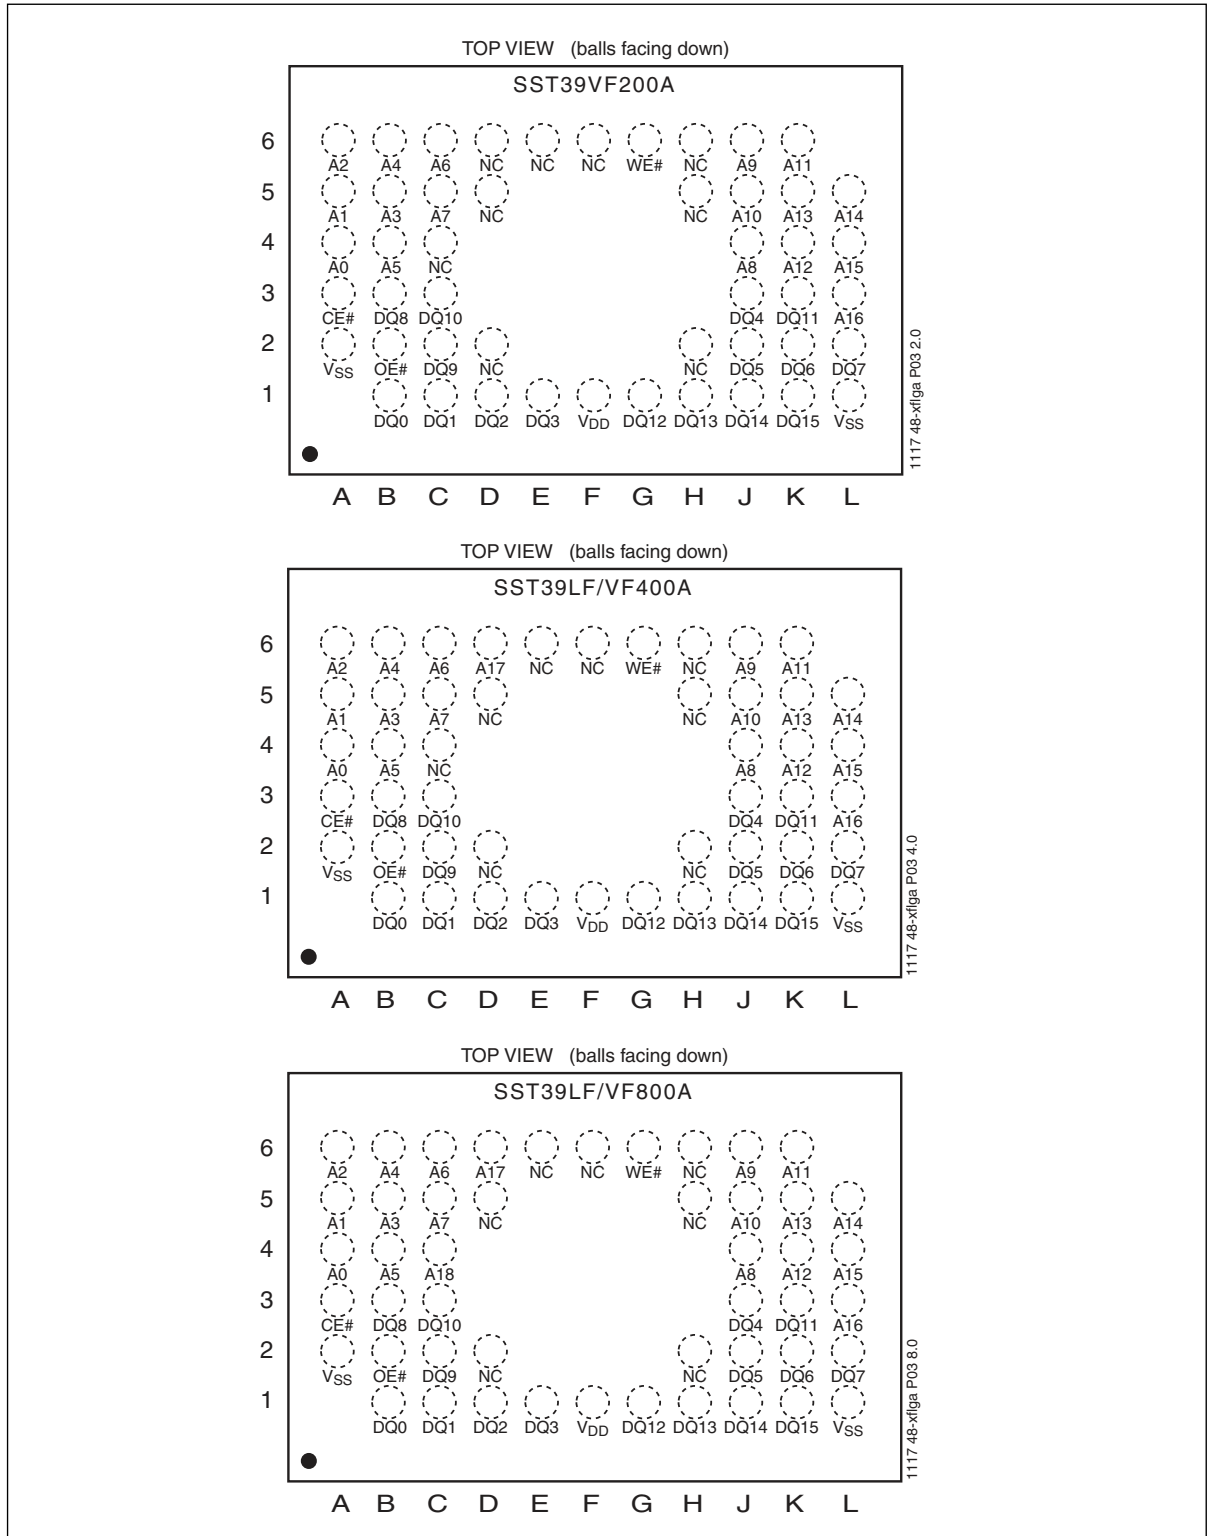 TOP VIEW (balls facing down)
SST39VF200A
6
A2 A4 A6 NC NC NC WE# NC A9 A11
5
A1 A3 A7 NC NC A10 A13 A14
4
A0 A5 NC A8 A12 A15
3
CE# DQ8 DQ10 DQ4 DQ11 A16
2
VSS OE# DQ9 NC NC DQ5 DQ6 DQ7
1
DQ0 DQ1 DQ2 DQ3 VDD DQ12 DQ13 DQ14 DQ15 VSS
1117 48-xflga P03 2.0
A B C D E F G H J K L
TOP VIEW (balls facing down)
SST39LF/VF400A
6
A2 A4 A6 A17 NC NC WE# NC A9 A11
5
A1 A3 A7 NC NC A10 A13 A14
4
A0 A5 NC A8 A12 A15
3
CE# DQ8 DQ10 DQ4 DQ11 A16
2
VSS OE# DQ9 NC NC DQ5 DQ6 DQ7
1
DQ0 DQ1 DQ2 DQ3 VDD DQ12 DQ13 DQ14 DQ15 VSS
1117 48-xflga P03 4.0
A B C D E F G H J K L
TOP VIEW (balls facing down)
SST39LF/VF800A
6
A2 A4 A6 A17 NC NC WE# NC A9 A11
5
A1 A3 A7 NC NC A10 A13 A14
4
A0 A5 A18 A8 A12 A15
3
CE# DQ8 DQ10 DQ4 DQ11 A16
2
VSS OE# DQ9 NC NC DQ5 DQ6 DQ7
1
DQ0 DQ1 DQ2 DQ3 VDD DQ12 DQ13 DQ14 DQ15 VSS
1117 48-xflga P03 8.0
A B C D E F G H J K L